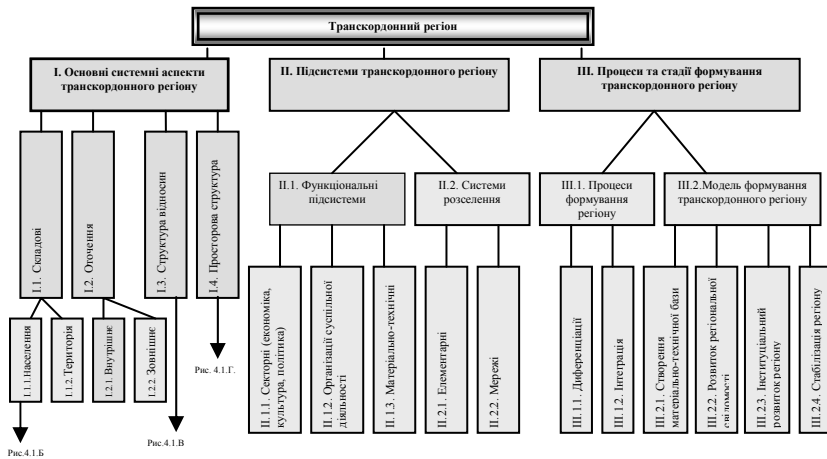 Транскордонний регіон
I. Основні системні аспекти
транскордонного регіону
II. Підсистеми транскордонного регіону
III. Процеси та стадії формування
транскордонного регіону
I.1. Складові
I.2. Оточення
I.3. Структура відносин
I.4. Просторова структура
II.1. Функціональні
підсистеми
II.2. Системи
розселення
III.1. Процеси
формування
регіону
III.2.Модель формування
транскордонного регіону
I.1.1.Населення
I.1.2. Територія
I.2.1. Внутрішнє
I.2.2. Зовнішнє
II.1.1. Секторні (економіка,
культура, політика)
II.1.2. Організації суспільної
діяльності
II.1.3. Матеріально-технічні
II.2.1. Елементарні
II.2.2. Мережі
III.1.1. Диференціації
III.1.2. Інтеграція
III.2.1. Створення
матеріально-технічної бази
III.2.2. Розвиток регіональної
свідомості
III.2.3. Інституціальний
розвиток регіону
III.2.4. Стабілізація регіону
Рис. 4.1.Г.
Рис.4.1.Б
Рис.4.1.В